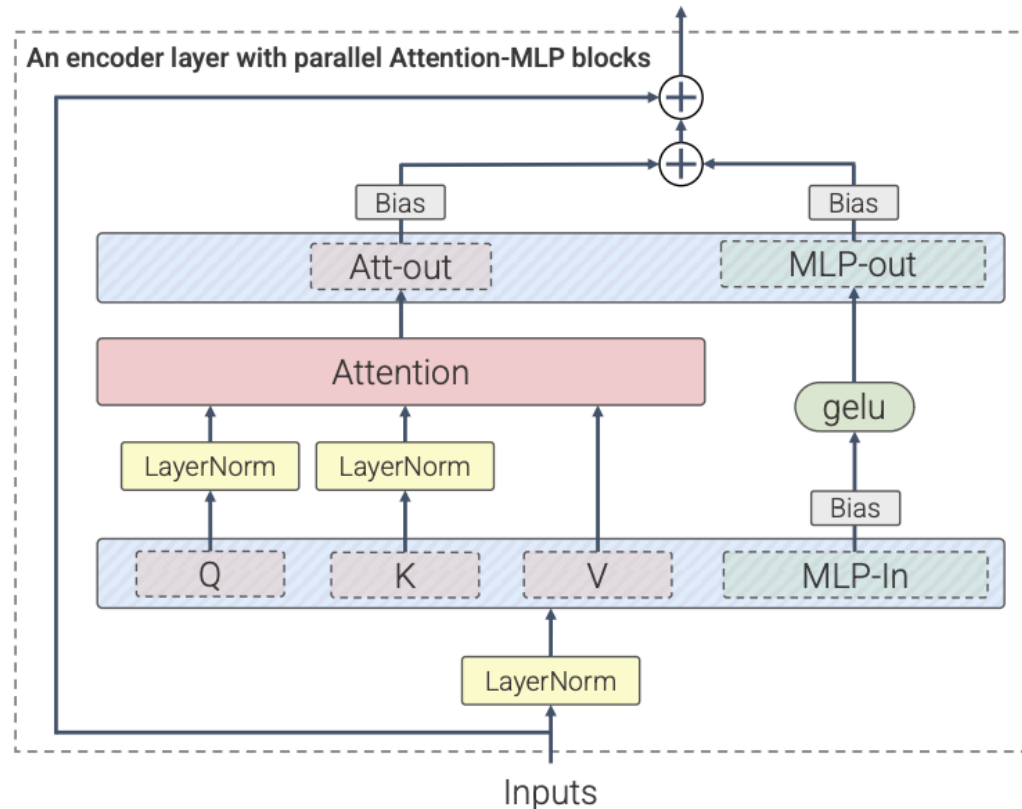 An encoder layer with parallel Attention-MLP blocks
Bias
Bias
Att-out
MLP-out
Attention
gelu
LayerNorm
LayerNorm
Bias
Q
K
V
MLP-In
LayerNorm
Inputs